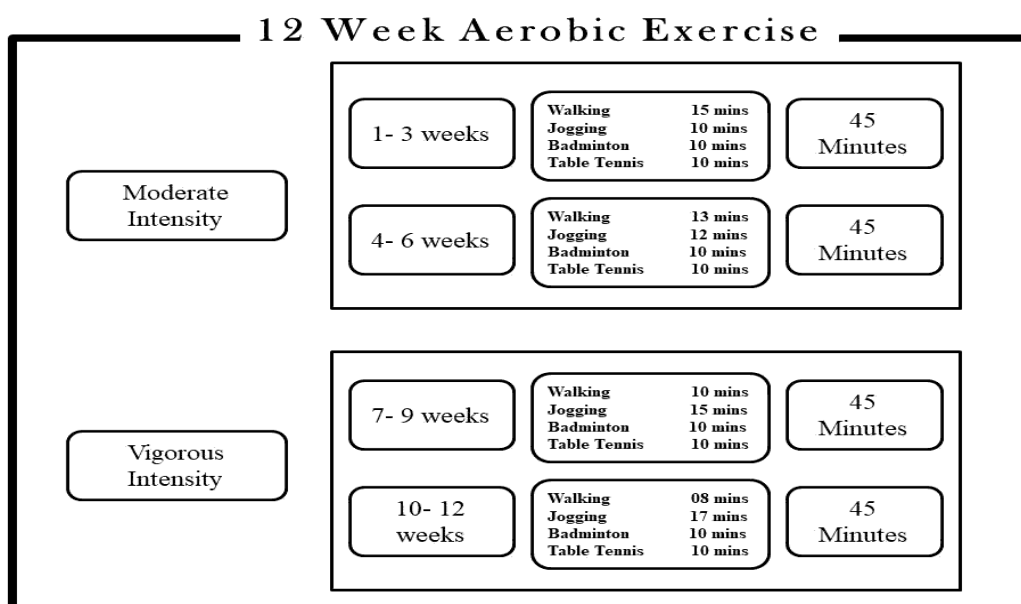 12 Week Aerobic Exercise
Moderate
Intensity
1- 3 weeks
Walking 15 mins
Jogging 10 mins
Badminton 10 mins
Table Tennis 10 mins
45
Minutes
4- 6 weeks
Walking 13 mins
Jogging 12 mins
Badminton 10 mins
Table Tennis 10 mins
45
Minutes
Vigorous
Intensity
7- 9 weeks
Walking 10 mins
Jogging 15 mins
Badminton 10 mins
Table Tennis 10 mins
45
Minutes
10- 12
weeks
Walking 08 mins
Jogging 17 mins
Badminton 10 mins
Table Tennis 10 mins
45
Minutes